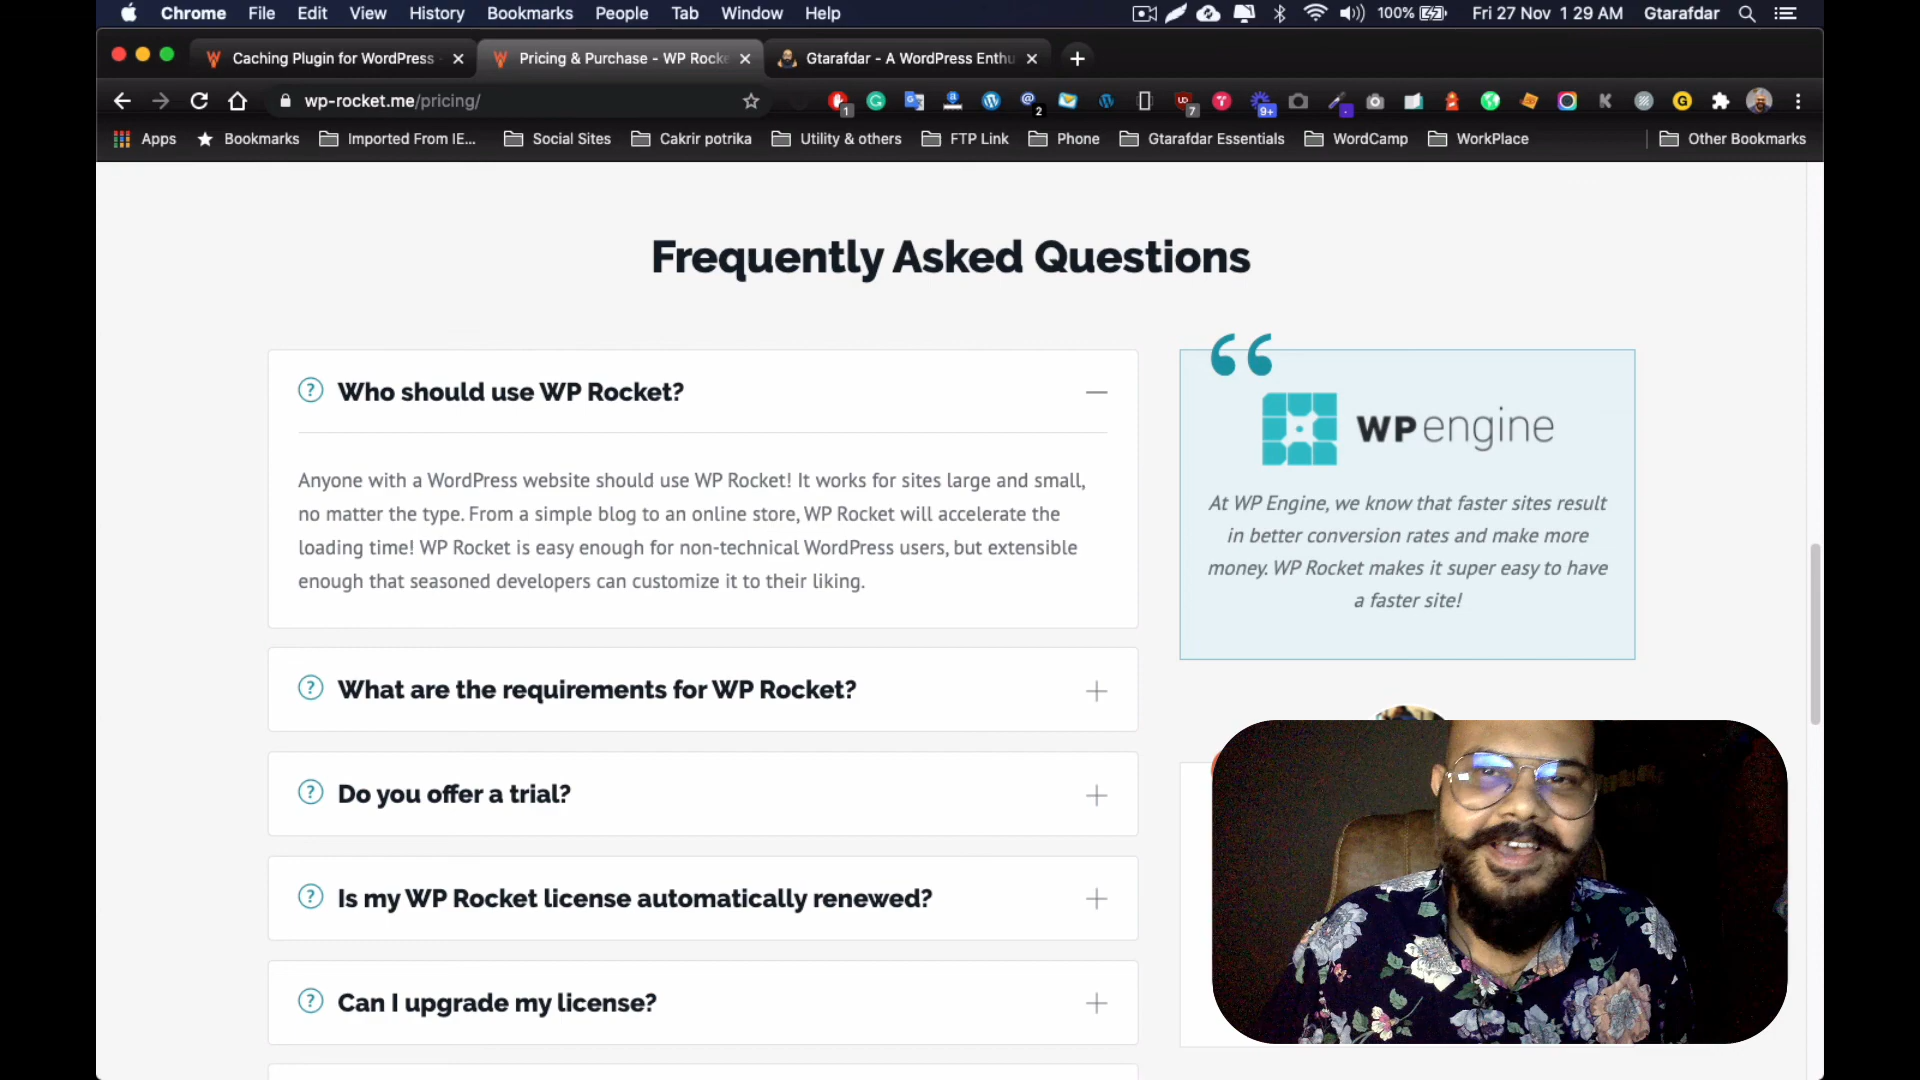 Chrome File Edit View History Bookmarks People Tab Window Help 100% Fri 27 Nov 1 29 AM Gtarafdar
Caching Plugin for WordPress Pricing & Purchase - WP Rocke Gtarafdar - A WordPress Enthu
wp-rocket.me/pricing/ 1 2 7 9+
Apps Bookmarks Imported From IE... Social Sites Cakrir potrika Utility & others FTP Link Phone Gtarafdar Essentials WordCamp WorkPlace Other Bookmarks
Frequently Asked Questions
Who should use WP Rocket?
Anyone with a WordPress website should use WP Rocket! It works for sites large and small,
no matter the type. From a simple blog to an online store, WP Rocket will accelerate the
loading time! WP Rocket is easy enough for non-technical WordPress users, but extensible
enough that seasoned developers can customize it to their liking.
What are the requirements for WP Rocket?
Do you offer a trial?
Is my WP Rocket license automatically renewed?
Can I upgrade my license?
WP engine
At WP Engine, we know that faster sites result
in better conversion rates and make more
money. WP Rocket makes it super easy to have
a faster site!